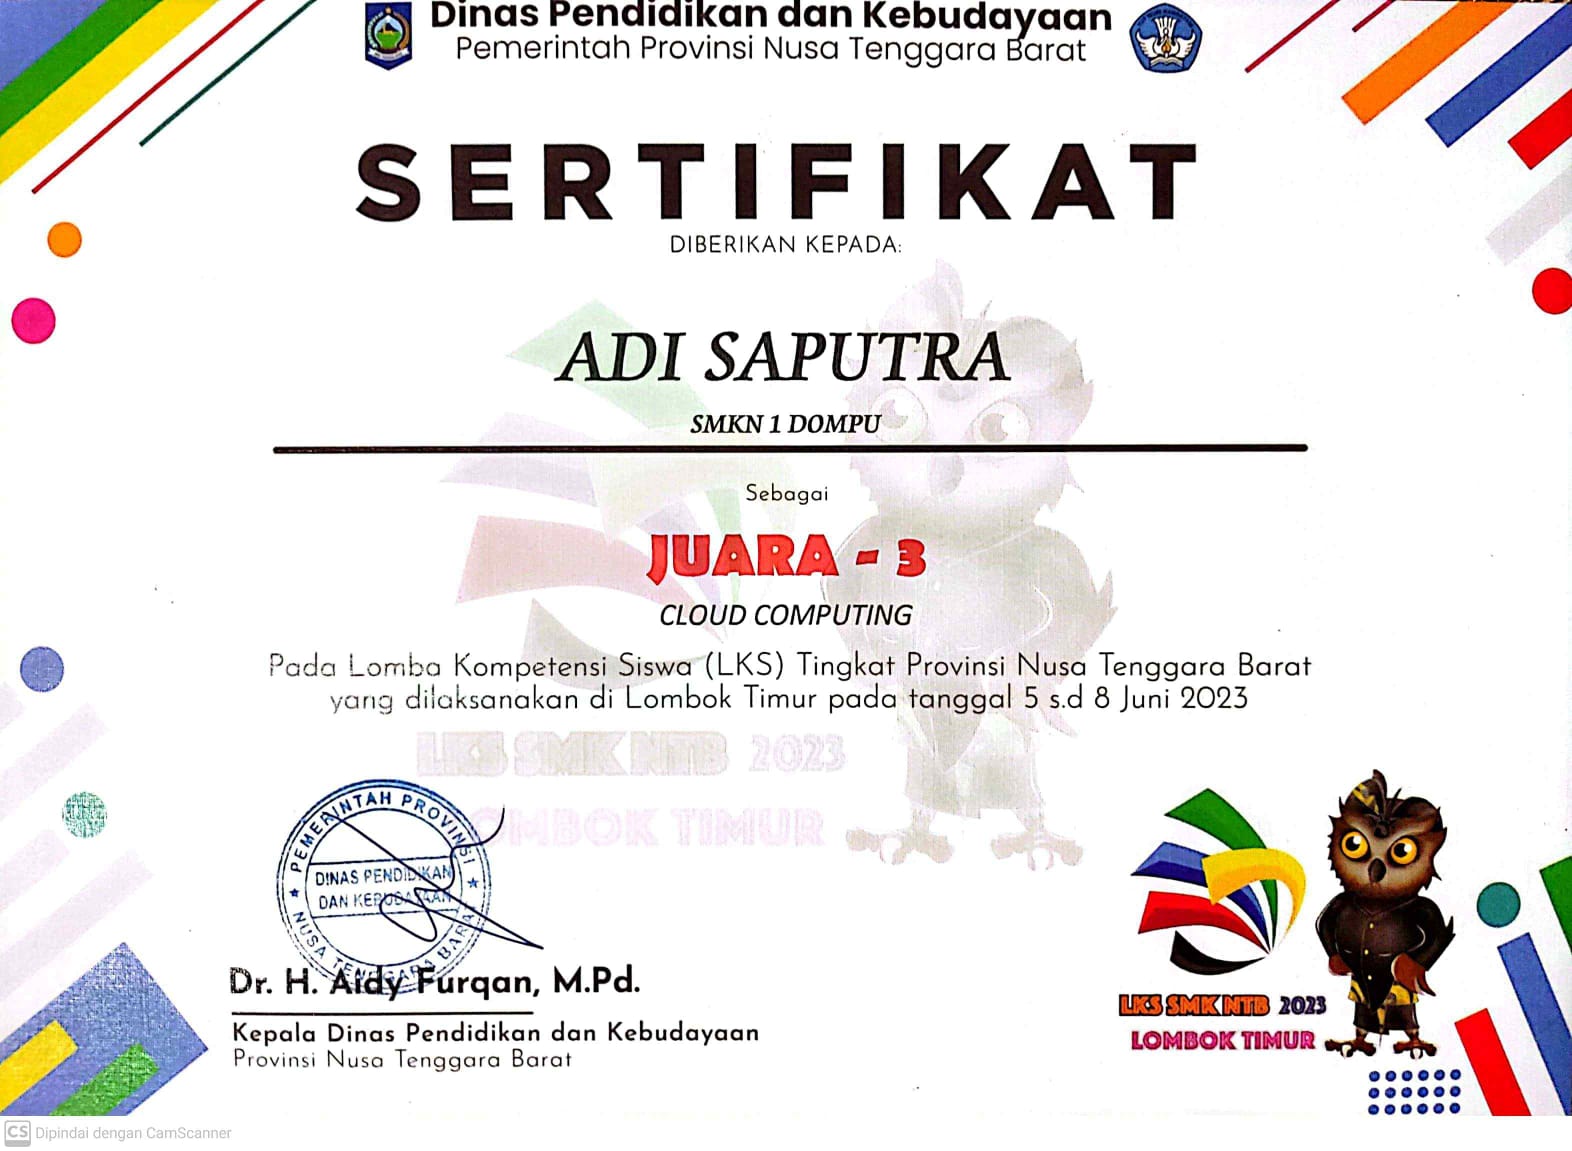 Dinas Pendidikan dan Kebudayaan
Pemerintah Provinsi Nusa Tenggara Barat
SERTIFIKAT
DIBERIKAN KEPADA:
ADI SAPUTRA
SMKN 1 DOMPU
Sebagai
JUARA - 3
CLOUD COMPUTING
Pada Lomba Kompetensi Siswa (LKS) Tingkat Provinsi Nusa Tenggara Barat
yang dilaksanakan di Lombok Timur pada tanggal 5 s.d 8 Juni 2023
LKS SMK NTB 2023
LOMBOK TIMUR
PEMERINTAH PROVINSI
DINAS PENDIDIKAN
DAN KEBUDAYAAN
NUSA TENGGARA BARAT
Dr. H. Aidy Furqan, M.Pd.
Kepala Dinas Pendidikan dan Kebudayaan
Provinsi Nusa Tenggara Barat
LKS SMK NTB 2023
LOMBOK TIMUR
CS Dipindai dengan CamScanner